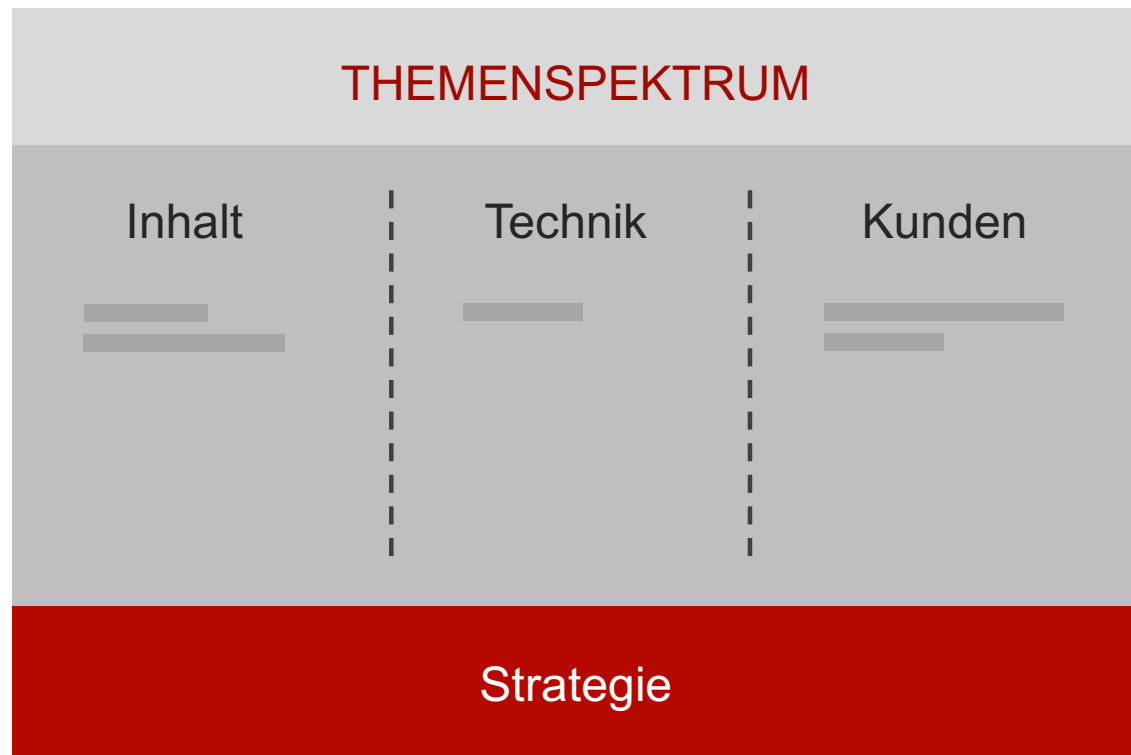 THEMENSPEKTRUM
Inhalt
Technik
Kunden
Strategie